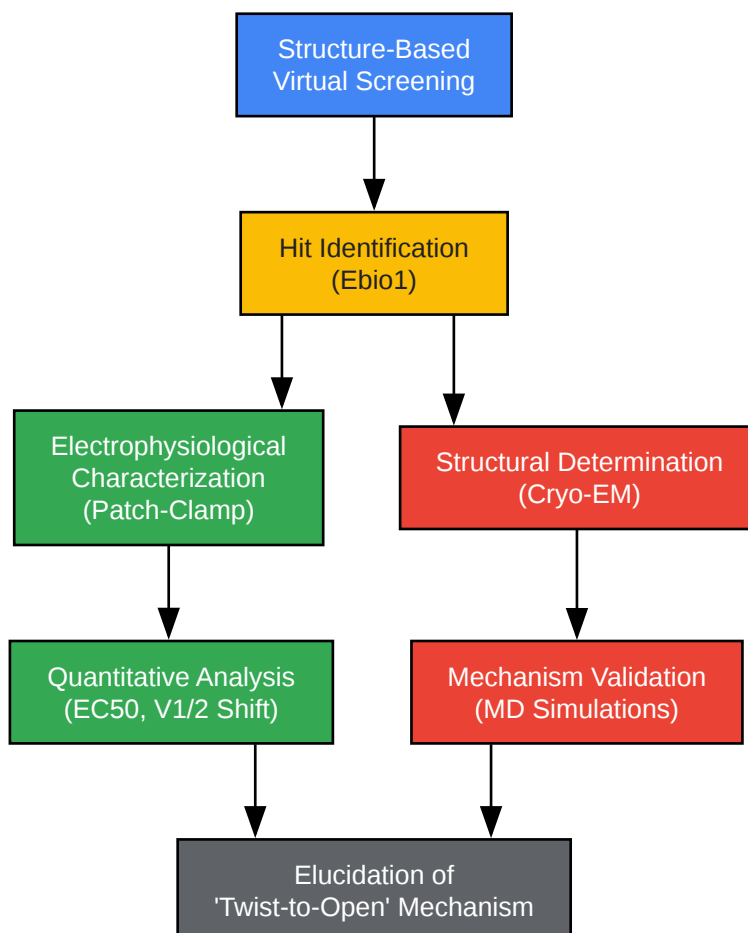 Structure-Based
Virtual Screening
Hit Identification
(Ebio1)
Electrophysiological
Characterization
(Patch-Clamp)
Structural Determination
(Cryo-EM)
Quantitative Analysis
(EC50, V1/2 Shift)
Mechanism Validation
(MD Simulations)
Elucidation of
'Twist-to-Open' Mechanism